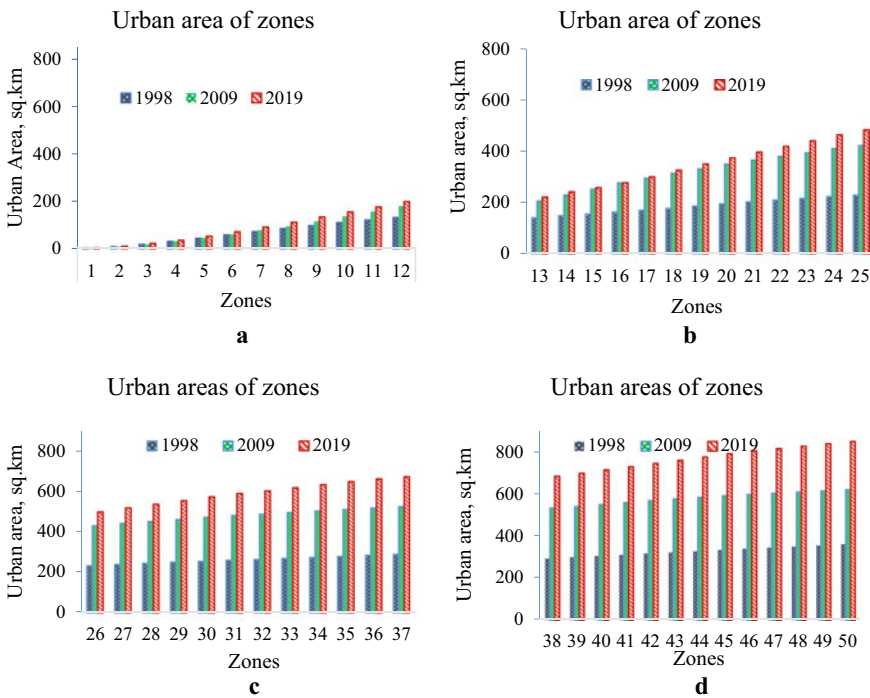 Urban area of zones
Urban Area, sq.km
800
600
400
200
0
1998 2009 2019
1 2 3 4 5 6 7 8 9 10 11 12
Zones
a
Urban area of zones
Urban area, sq.km
800
600
400
200
0
1998 2009 2019
13 14 15 16 17 18 19 20 21 22 23 24 25
Zones
b
Urban areas of zones
Urban area, sq.km
800
600
400
200
0
1998 2009 2019
26 27 28 29 30 31 32 33 34 35 36 37
Zones
c
Urban areas of zones
Urban area, sq.km
800
600
400
200
0
1998 2009 2019
38 39 40 41 42 43 44 45 46 47 48 49 50
Zones
d